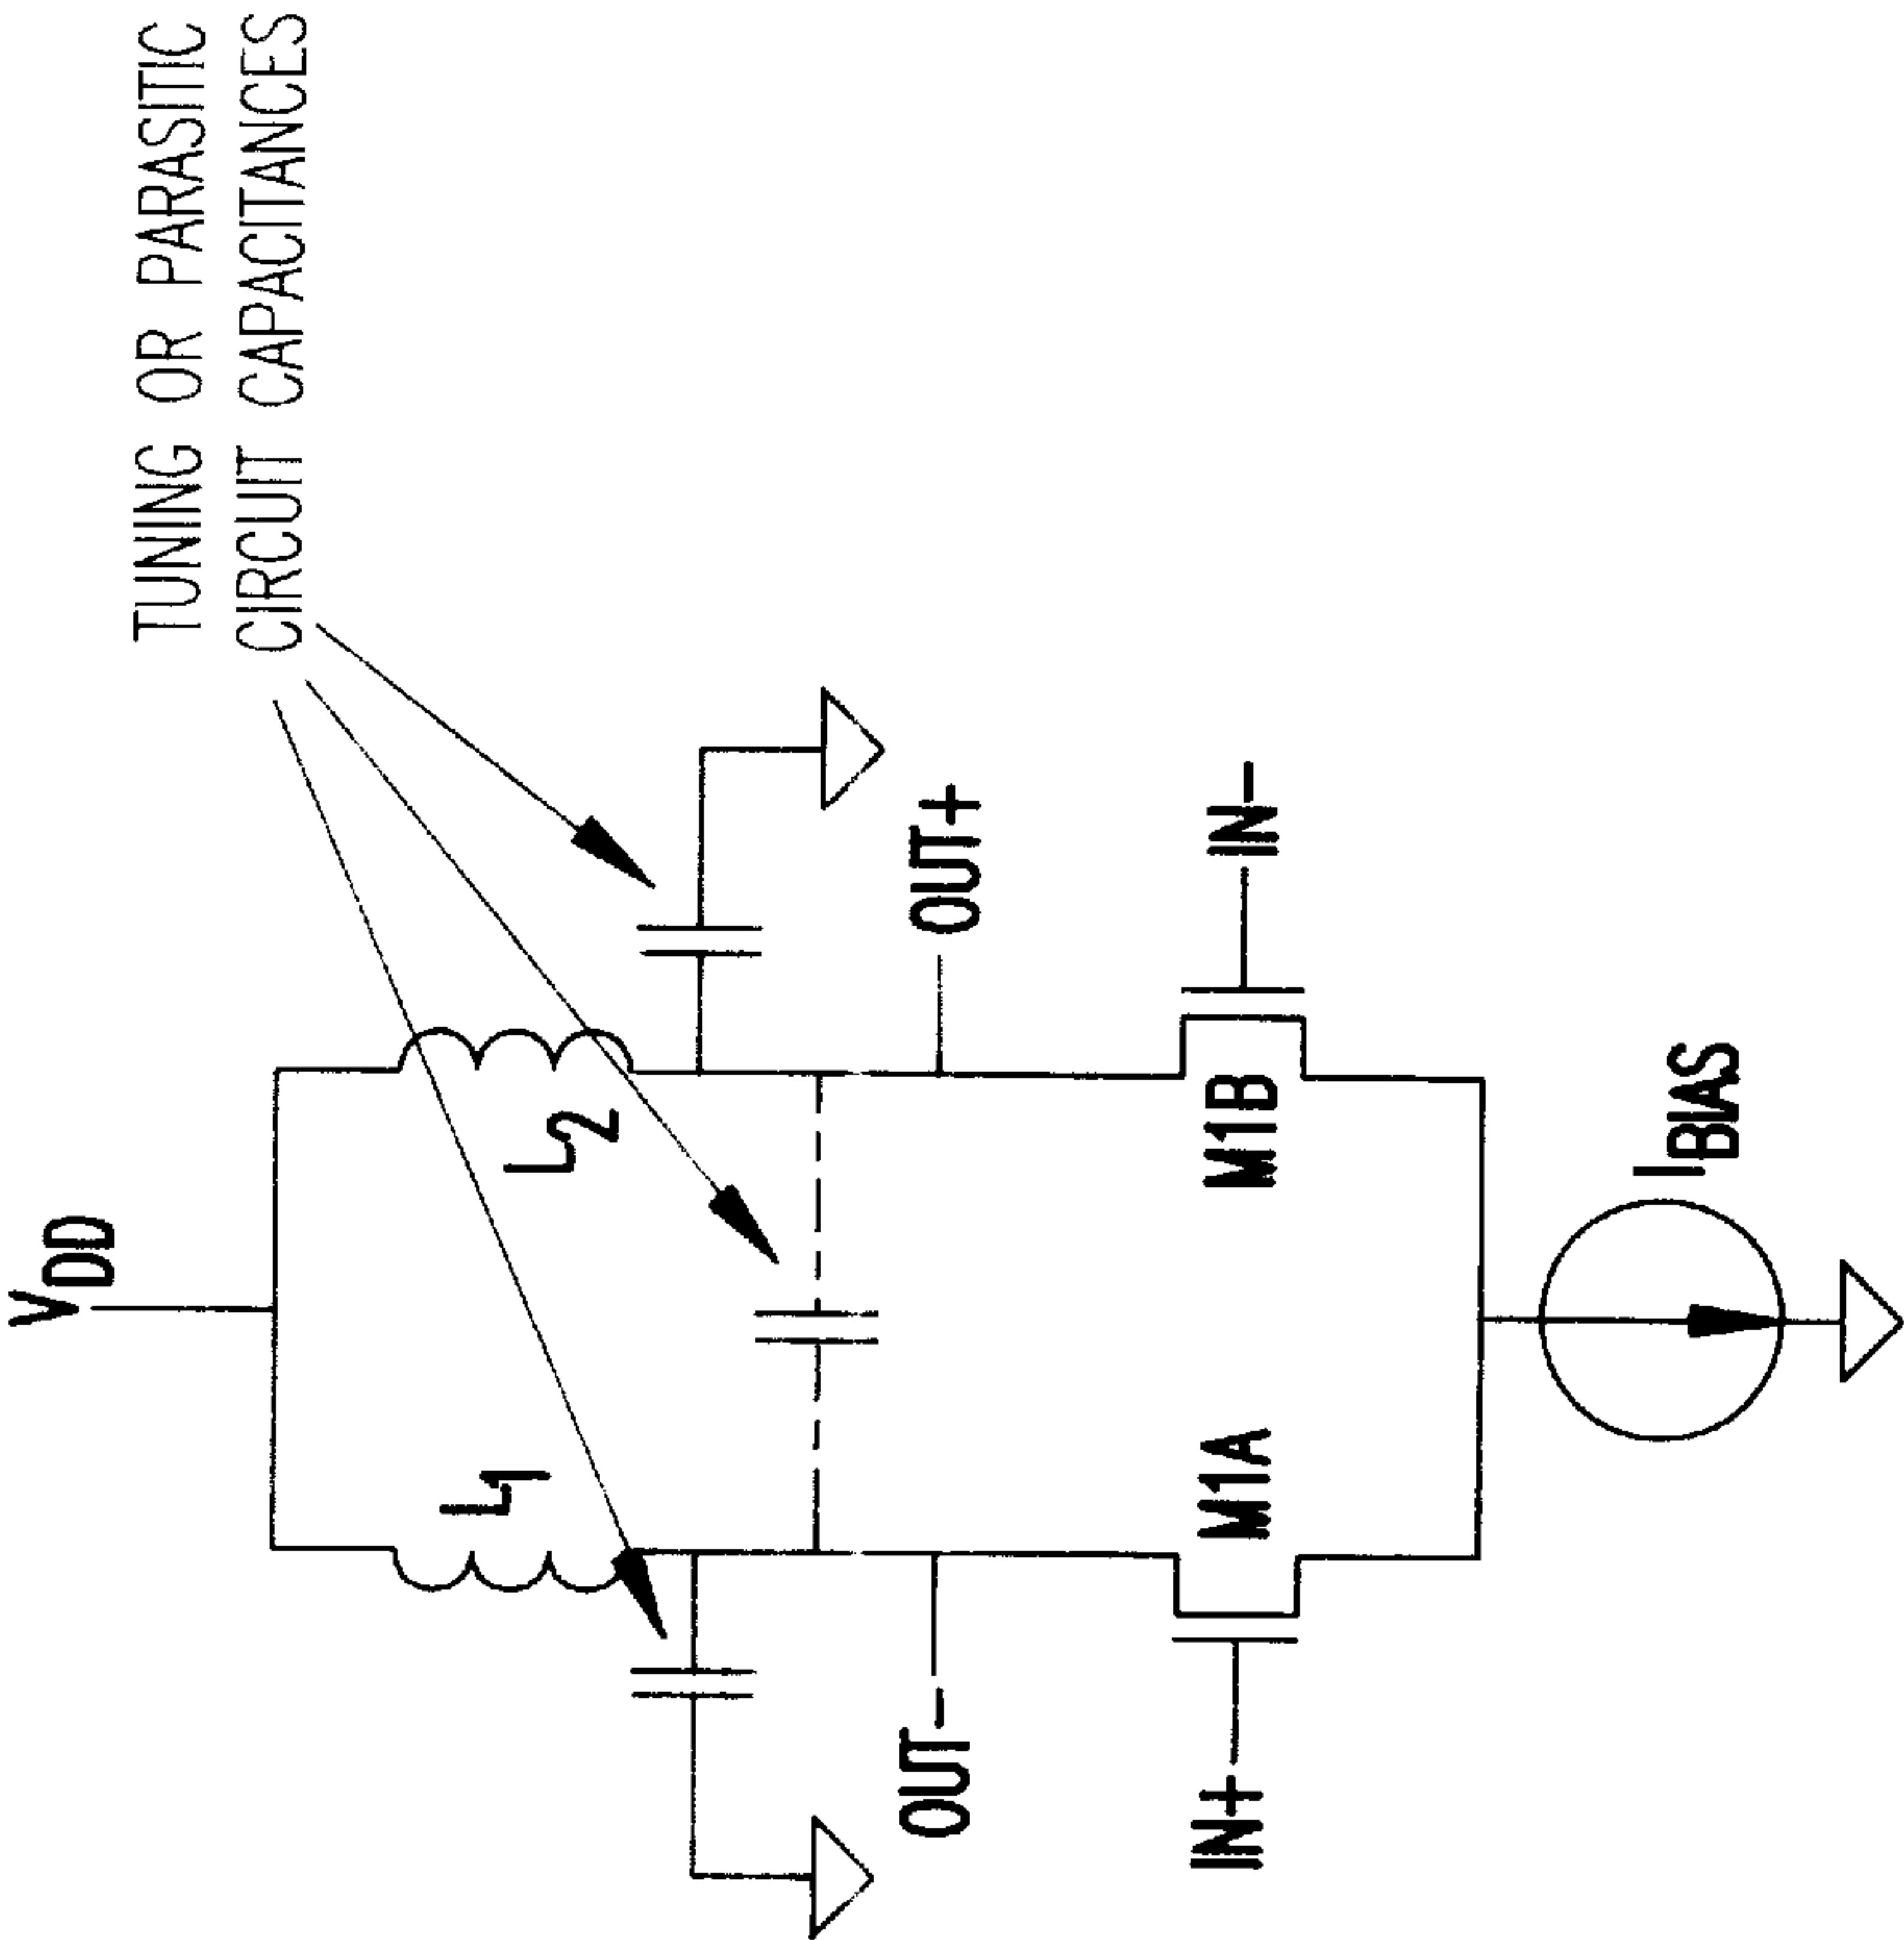 TUNING OR PARASITIC
CIRCUIT CAPACITANCES
VDD
L1
L2
OUT-
OUT+
IN+
M1A
M1B
IN-
IBIAS